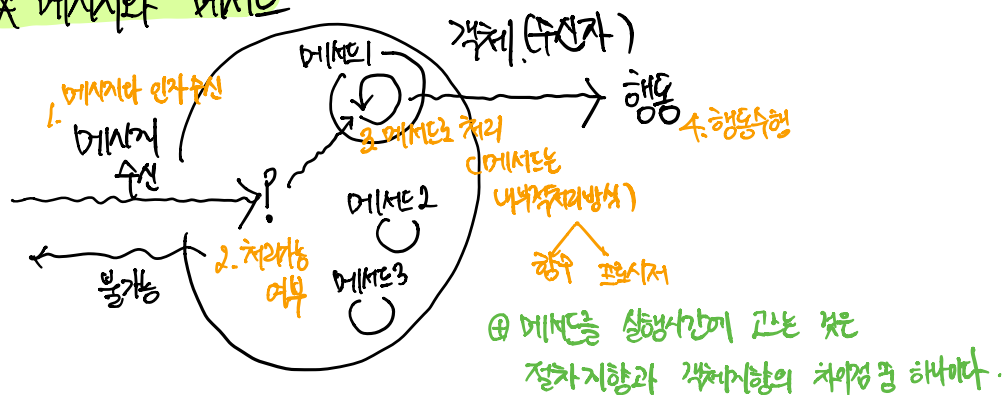 * 메시지와 메서드
메서드1
객체 (수신자)
1. 메시지와 인자수신
메시지
수신
행동
4. 행동수행
3. 메서드로 처리
(메서드는
내부적처리방식)
메서드2
2. 처리가능
여부
불가능
메서드3
함수 프로시저
⊕ 메서드를 실행시간에 고르는 것은
절차지향과 객체지향의 차이점 중 하나이다.